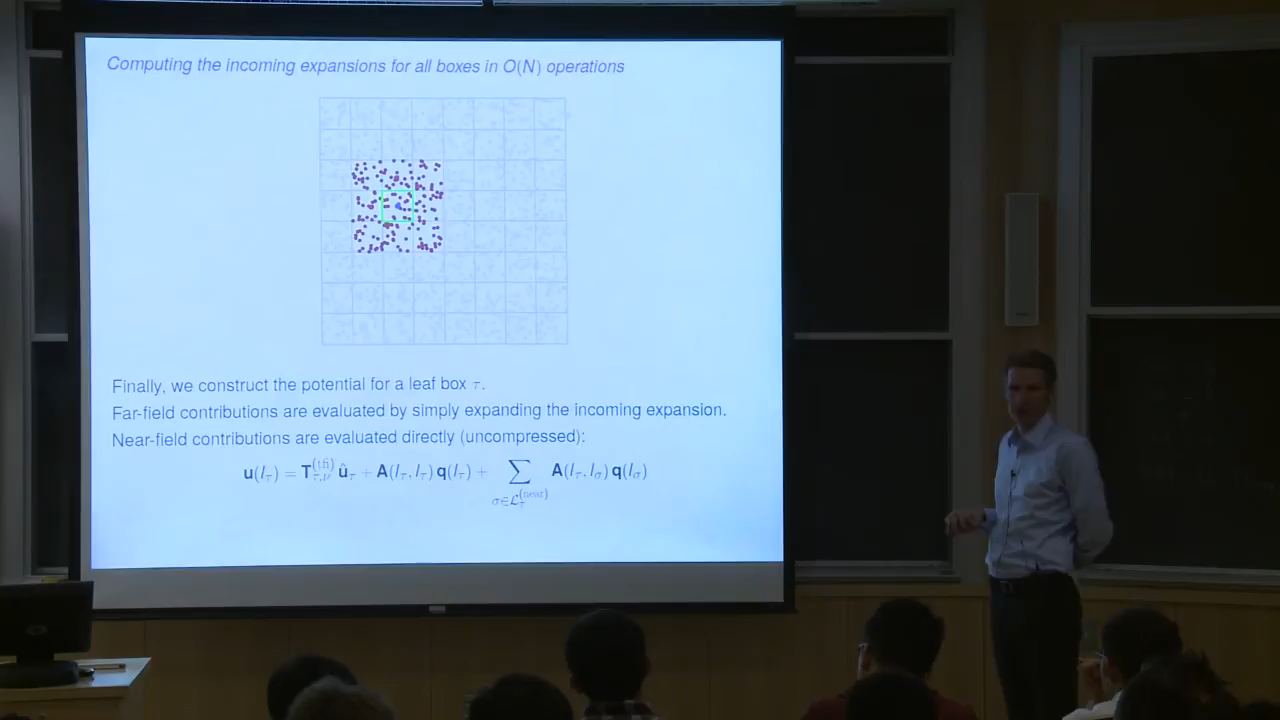 Computing the incoming expansions for all boxes in O(N) operations
Finally, we construct the potential for a leaf box τ.
Far-field contributions are evaluated by simply expanding the incoming expansion.
Near-field contributions are evaluated directly (uncompressed):
u(I_τ) = T_{τ,ν}^{(tfi)} û_τ + A(I_τ, I_τ) q(I_τ) + ∑_{σ∈ℒ_τ^{(near)}} A(I_τ, I_σ) q(I_σ)